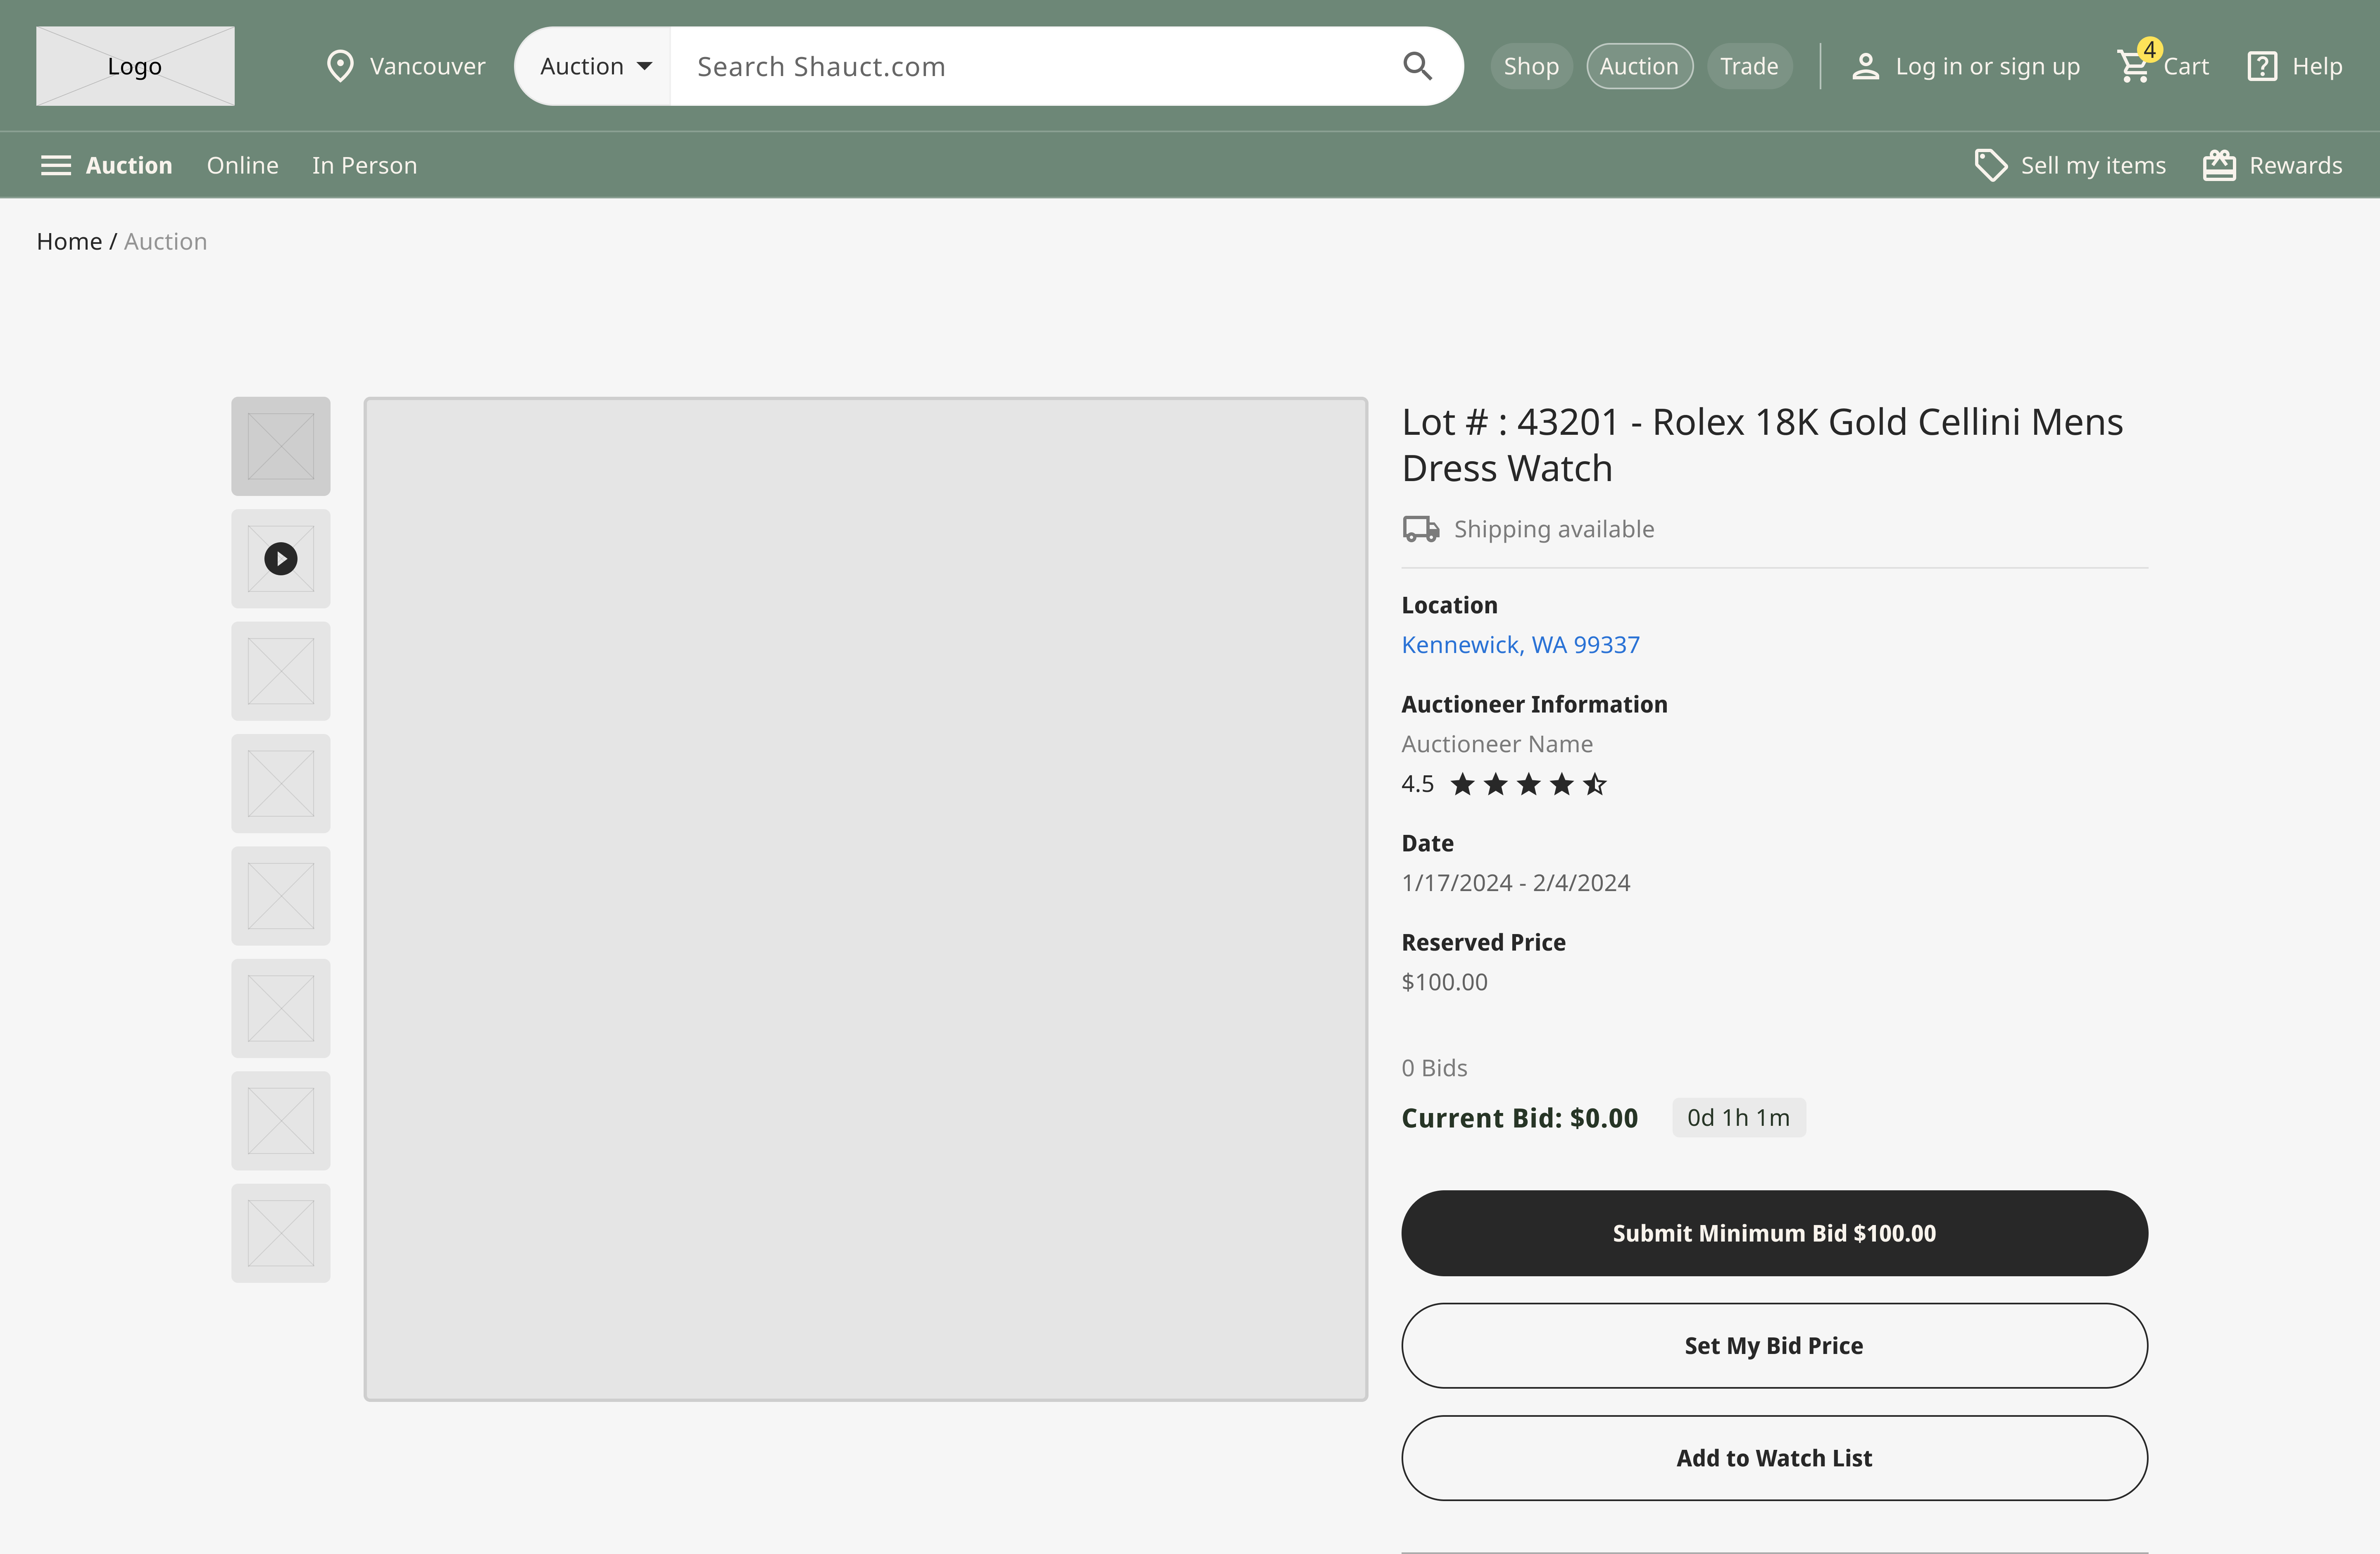 Logo
Vancouver
Auction
Search Shauct.com
Shop
Auction
Trade
Log in or sign up
4
Cart
Help
Auction
Online
In Person
Sell my items
Rewards
Home / Auction
Lot # : 43201 - Rolex 18K Gold Cellini Mens
Dress Watch
Shipping available
Location
Kennewick, WA 99337
Auctioneer Information
Auctioneer Name
4.5
Date
1/17/2024 - 2/4/2024
Reserved Price
$100.00
0 Bids
Current Bid: $0.00
0d 1h 1m
Submit Minimum Bid $100.00
Set My Bid Price
Add to Watch List